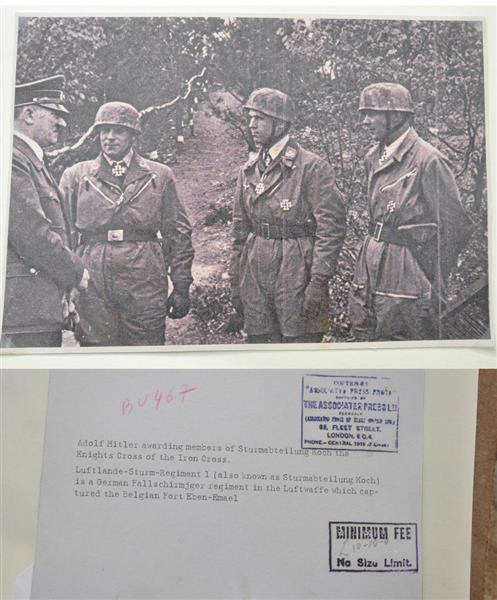 BU467
"ASSOCIATED PRESS PHOTO"
THE ASSOCIATED PRESS LTD.
85, FLEET STREET,
LONDON, E.C.4.
Adolf Hitler awarding members of Sturmabteilung Koch the
Knights Cross of the Iron Cross.
Luftlande-Sturm-Regiment 1 (also known as Sturmabteilung Koch)
is a German Fallschirmjger regiment in the Luftwaffe which cap-
tured the Belgian Fort Eben-Emael
MINIMUM FEE
No Size Limit.